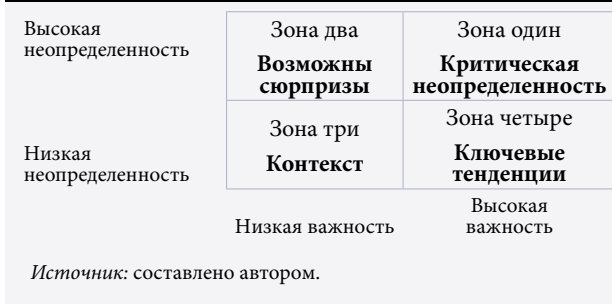 Высокая
неопределенность
Зона два
Возможны
сюрпризы
Зона один
Критическая
неопределенность
Низкая
неопределенность
Зона три
Контекст
Зона четыре
Ключевые
тенденции
Низкая важность
Высокая
важность
Источник: составлено автором.